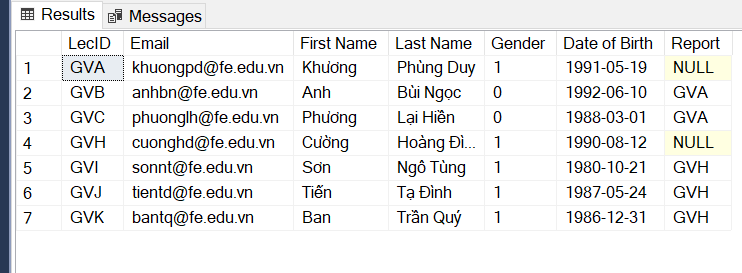 Results Messages
LecID Email First Name Last Name Gender Date of Birth Report
1 GVA khuongpd@fe.edu.vn Khương Phùng Duy 1 1991-05-19 NULL
2 GVB anhbn@fe.edu.vn Anh Bùi Ngọc 0 1992-06-10 GVA
3 GVC phuonglh@fe.edu.vn Phương Lại Hiền 0 1988-03-01 GVA
4 GVH cuonghd@fe.edu.vn Cường Hoàng Đì... 1 1990-08-12 NULL
5 GVI sonnt@fe.edu.vn Sơn Ngô Tùng 1 1980-10-21 GVH
6 GVJ tientd@fe.edu.vn Tiến Tạ Đình 1 1987-05-24 GVH
7 GVK bantq@fe.edu.vn Ban Trần Quý 1 1986-12-31 GVH